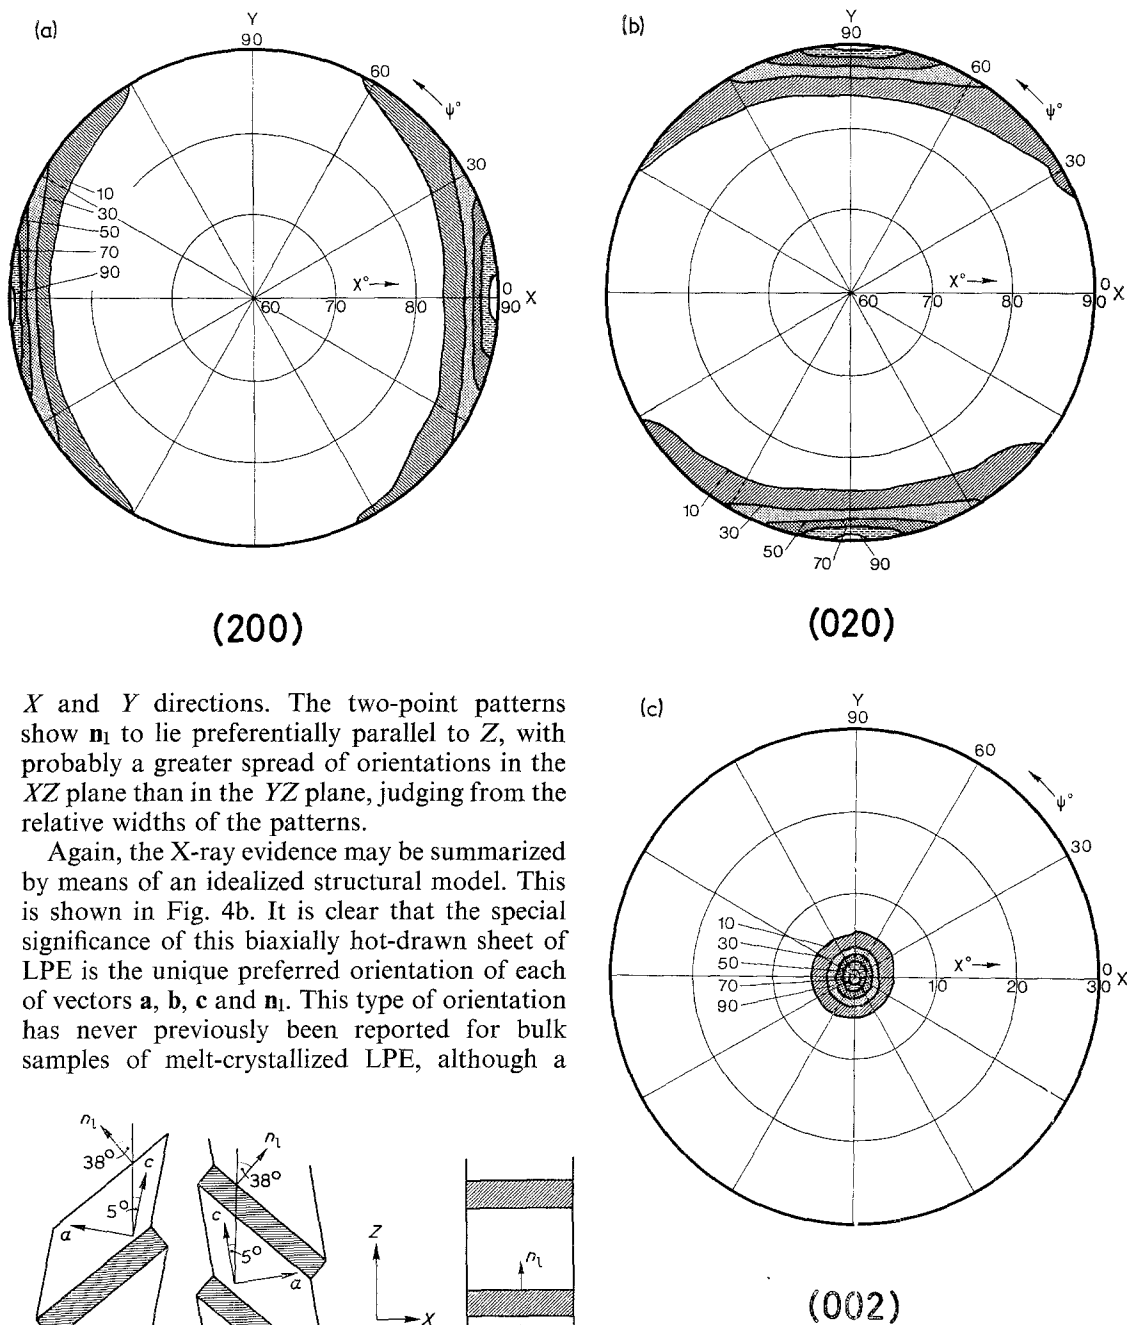 (a)
Y
90
60
ψ°
30
10
30
50
70
90
χ°
0
60
70
80
90
X
(200)
(b)
Y
90
60
ψ°
30
χ°
0
60
70
80
90
X
10
30
50
70
90
(020)
X and Y directions. The two-point patterns
show n₁ to lie preferentially parallel to Z, with
probably a greater spread of orientations in the
XZ plane than in the YZ plane, judging from the
relative widths of the patterns.
Again, the X-ray evidence may be summarized
by means of an idealized structural model. This
is shown in Fig. 4b. It is clear that the special
significance of this biaxially hot-drawn sheet of
LPE is the unique preferred orientation of each
of vectors a, b, c and n₁. This type of orientation
has never previously been reported for bulk
samples of melt-crystallized LPE, although a
(c)
Y
90
60
ψ°
30
10
30
50
70
90
χ°
0
10
20
30
X
(002)
nₗ
38°
c
5°
a
nₗ
38°
c
5°
a
Z
X
nₗ